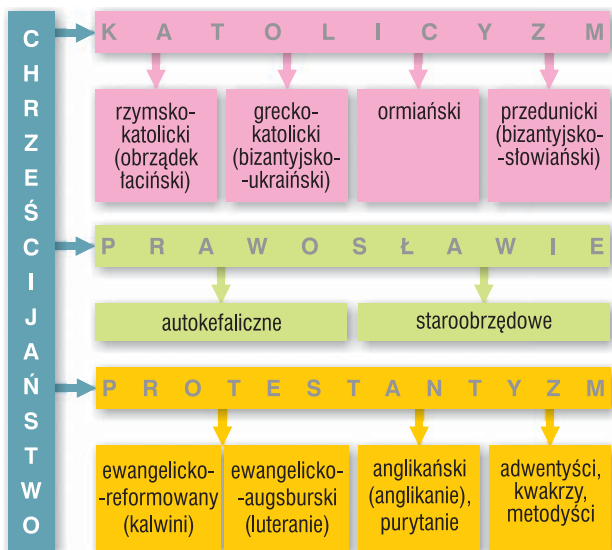 CHRZEŚCIJAŃSTWO
KATOLICYZM
rzymsko-
katolicki
(obrządek
łaciński)
grecko-
katolicki
(bizantyjsko-
-ukraiński)
ormiański
przedunicki
(bizantyjsko-
-słowiański)
PRAWOSŁAWIE
autokefaliczne
staroobrzędowe
PROTESTANTYZM
ewangelicko-
-reformowany
(kalwini)
ewangelicko-
-augsburski
(luteranie)
anglikański
(anglikanie),
purytanie
adwentyści,
kwakrzy,
metodyści